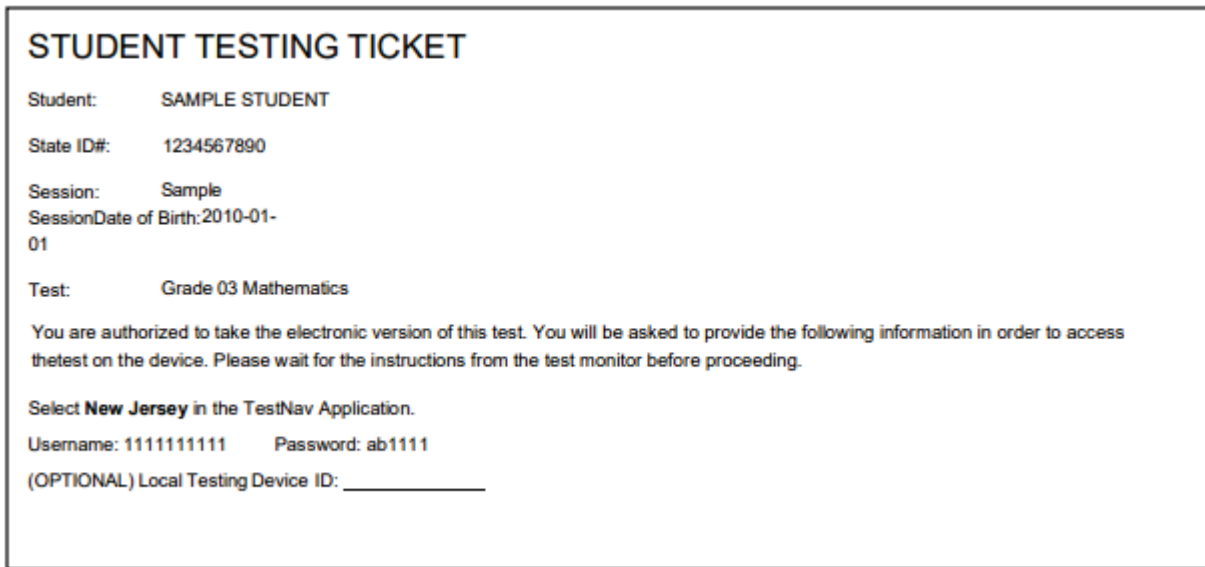 STUDENT TESTING TICKET
Student: SAMPLE STUDENT
State ID#: 1234567890
Session: Sample
SessionDate of Birth:2010-01-
01
Test: Grade 03 Mathematics
You are authorized to take the electronic version of this test. You will be asked to provide the following information in order to access
thetest on the device. Please wait for the instructions from the test monitor before proceeding.
Select New Jersey in the TestNav Application.
Username: 1111111111 Password: ab1111
(OPTIONAL) Local Testing Device ID: ______________